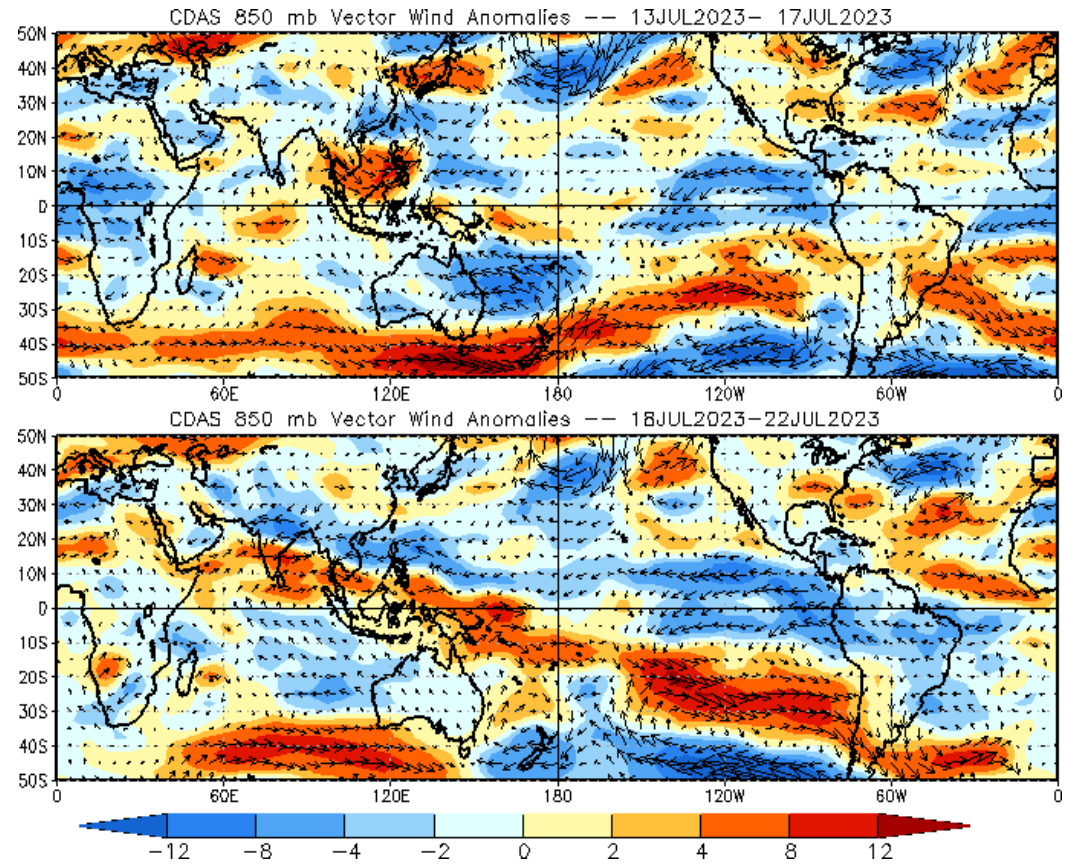 CDAS 850 mb Vector Wind Anomalies -- 13JUL2023- 17JUL2023
50N
40N
30N
20N
10N
0
10S
20S
30S
40S
50S
0 60E 120E 180 120W 60W 0
CDAS 850 mb Vector Wind Anomalies -- 18JUL2023-22JUL2023
50N
40N
30N
20N
10N
0
10S
20S
30S
40S
50S
0 60E 120E 180 120W 60W 0
-12 -8 -4 -2 0 2 4 8 12